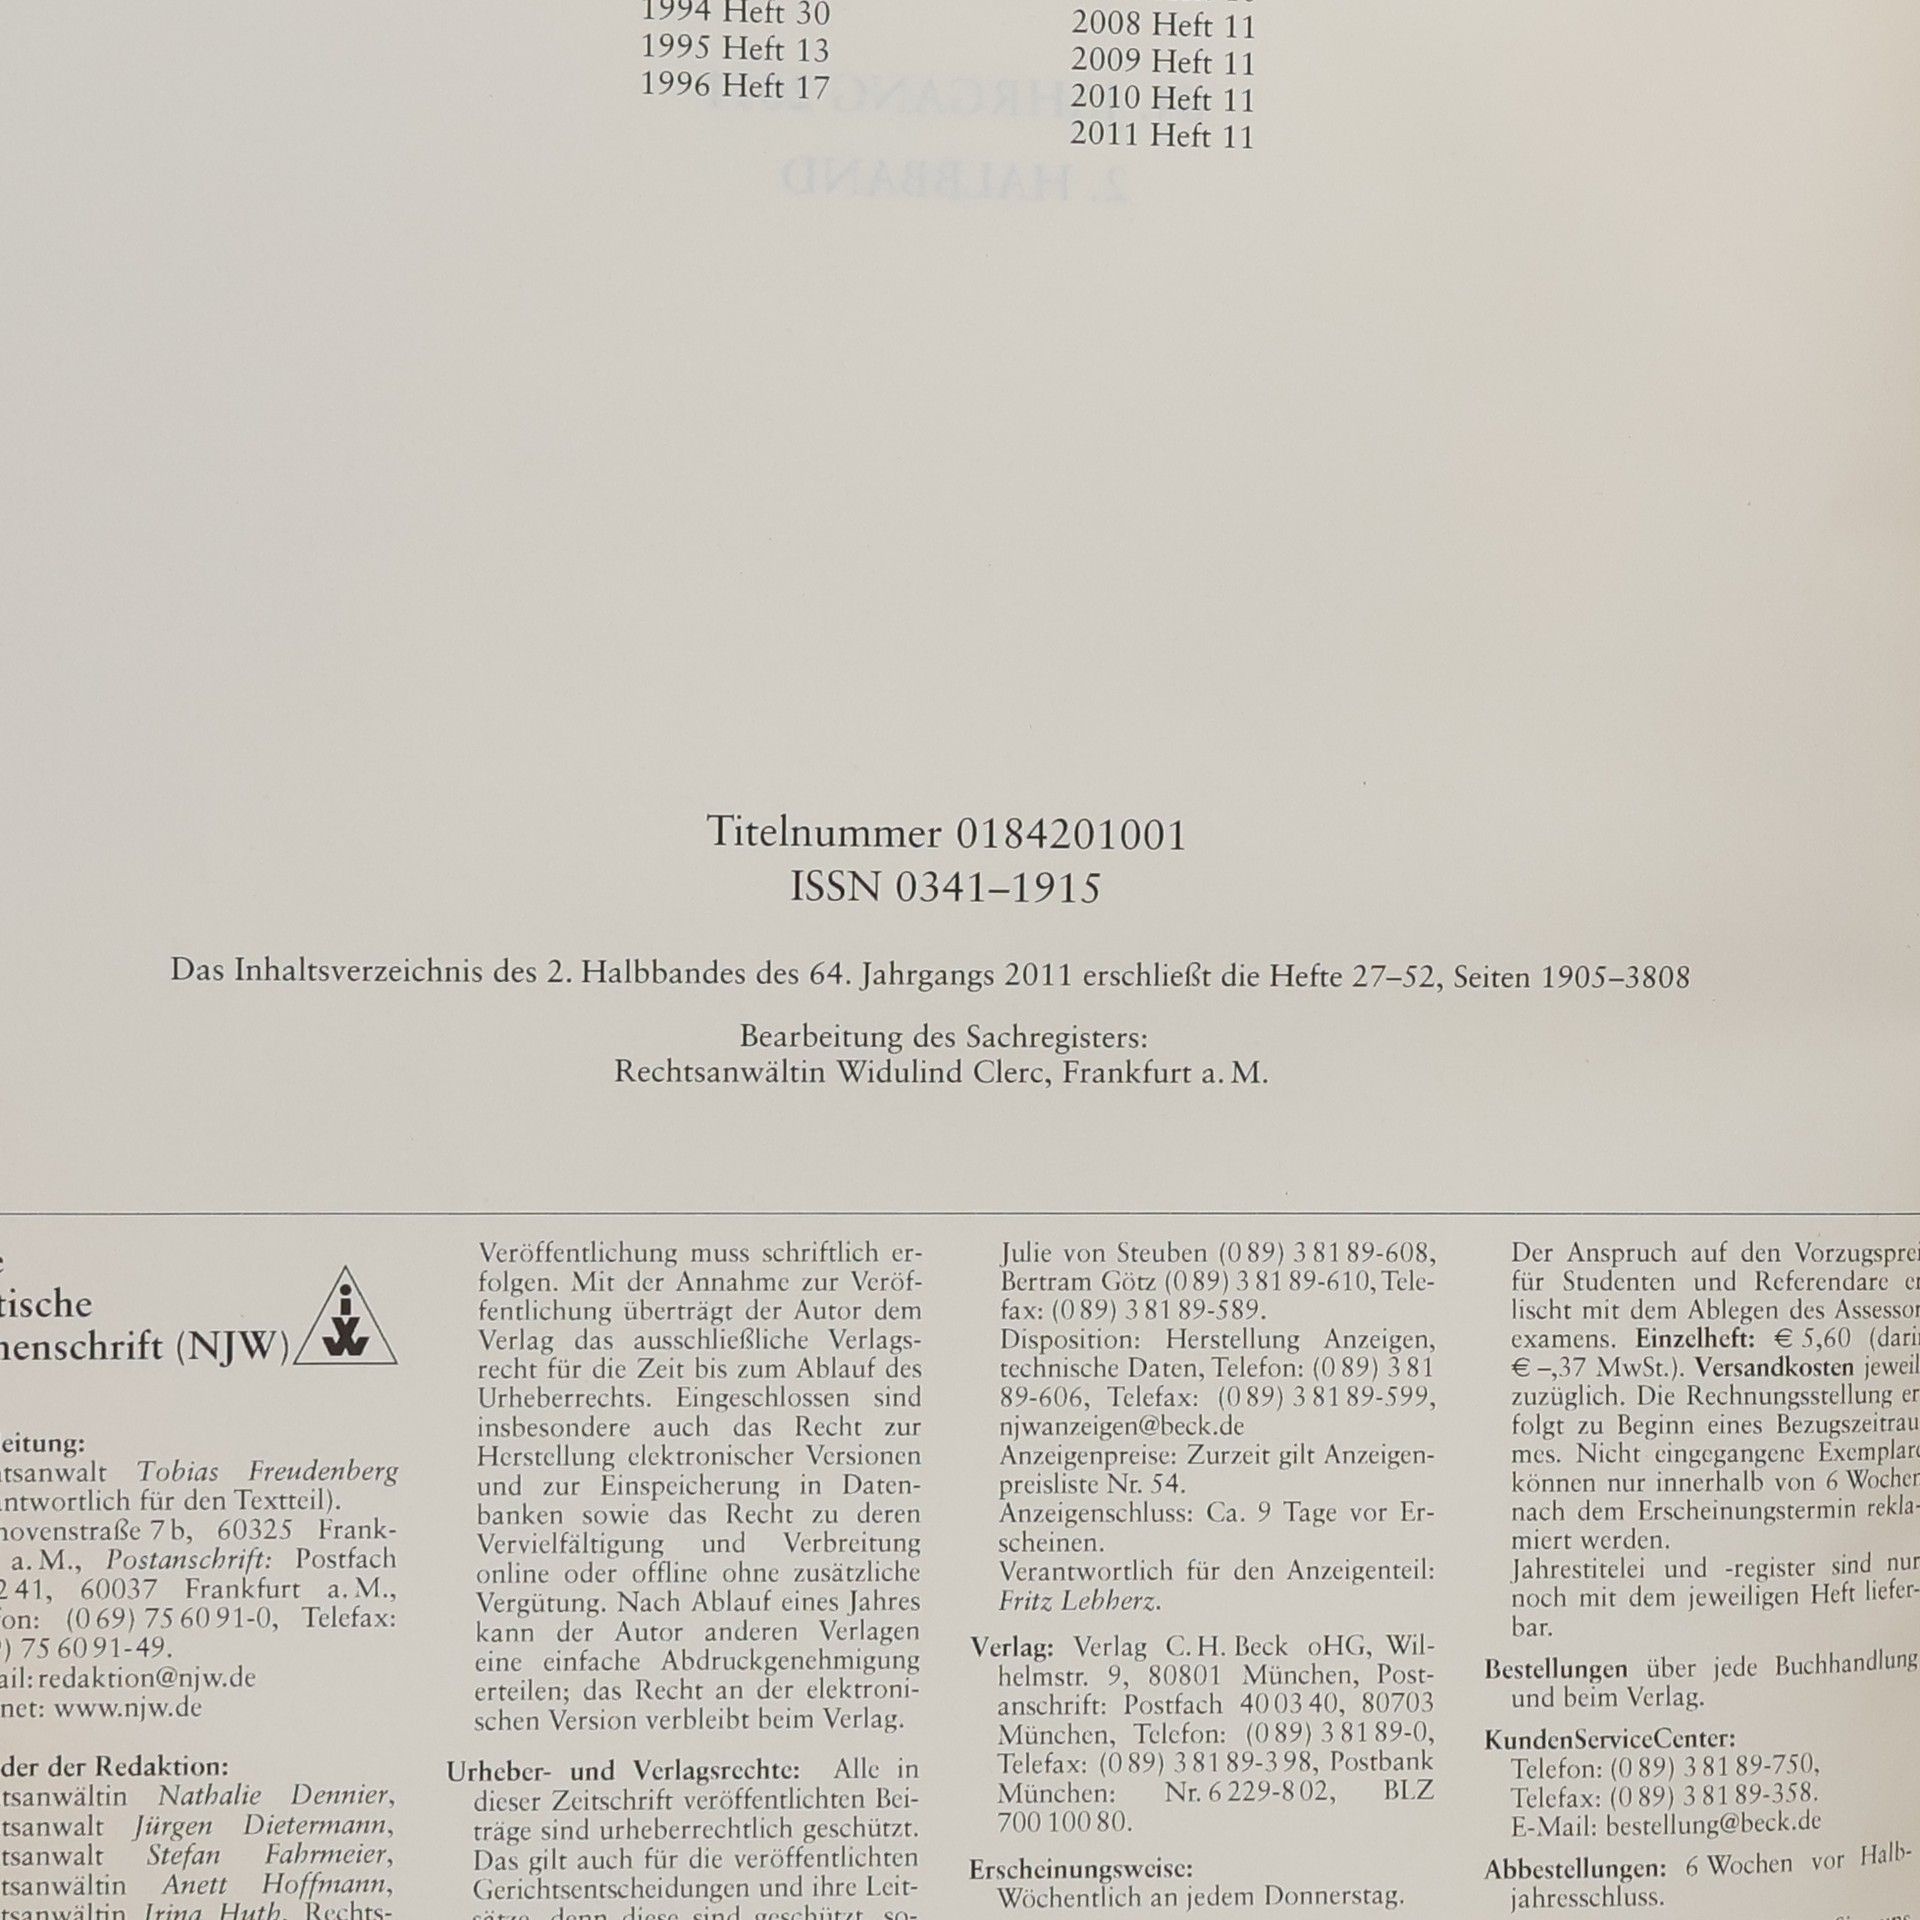 1994 Heft 30
1995 Heft 13
1996 Heft 17
2008 Heft 11
2009 Heft 11
2010 Heft 11
2011 Heft 11
2. HALBBAND
Titelnummer 0184201001
ISSN 0341–1915
Das Inhaltsverzeichnis des 2. Halbbandes des 64. Jahrgangs 2011 erschließt die Hefte 27–52, Seiten 1905–3808
Bearbeitung des Sachregisters:
Rechtsanwältin Widulind Clerc, Frankfurt a. M.
tische
henschrift (NJW)
eitung:
tsanwalt Tobias Freudenberg
ntwortlich für den Textteil).
hovenstraße 7 b, 60325 Frank-
a. M., Postanschrift: Postfach
2 41, 60037 Frankfurt a. M.,
on: (0 69) 75 60 91-0, Telefax:
) 75 60 91-49.
ail: redaktion@njw.de
net: www.njw.de
der der Redaktion:
tsanwältin Nathalie Dennier,
tsanwalt Jürgen Dietermann,
tsanwalt Stefan Fahrmeier,
tsanwältin Anett Hoffmann,
tsanwältin Irina Huth, Rechts-
Veröffentlichung muss schriftlich er-
folgen. Mit der Annahme zur Veröf-
fentlichung überträgt der Autor dem
Verlag das ausschließliche Verlags-
recht für die Zeit bis zum Ablauf des
Urheberrechts. Eingeschlossen sind
insbesondere auch das Recht zur
Herstellung elektronischer Versionen
und zur Einspeicherung in Daten-
banken sowie das Recht zu deren
Vervielfältigung und Verbreitung
online oder offline ohne zusätzliche
Vergütung. Nach Ablauf eines Jahres
kann der Autor anderen Verlagen
eine einfache Abdruckgenehmigung
erteilen; das Recht an der elektroni-
schen Version verbleibt beim Verlag.
Urheber- und Verlagsrechte: Alle in
dieser Zeitschrift veröffentlichten Bei-
träge sind urheberrechtlich geschützt.
Das gilt auch für die veröffentlichten
Gerichtsentscheidungen und ihre Leit-
sätze, denn diese sind geschützt, so-
Julie von Steuben (0 89) 3 81 89-608,
Bertram Götz (0 89) 3 81 89-610, Tele-
fax: (0 89) 3 81 89-589.
Disposition: Herstellung Anzeigen,
technische Daten, Telefon: (0 89) 3 81
89-606, Telefax: (0 89) 3 81 89-599,
njwanzeigen@beck.de
Anzeigenpreise: Zurzeit gilt Anzeigen-
preisliste Nr. 54.
Anzeigenschluss: Ca. 9 Tage vor Er-
scheinen.
Verantwortlich für den Anzeigenteil:
Fritz Lebherz.
Verlag: Verlag C. H. Beck oHG, Wil-
helmstr. 9, 80801 München, Post-
anschrift: Postfach 40 03 40, 80703
München, Telefon: (0 89) 3 81 89-0,
Telefax: (0 89) 3 81 89-398, Postbank
München: Nr. 6 229-8 02, BLZ
700 100 80.
Erscheinungsweise:
Wöchentlich an jedem Donnerstag.
Der Anspruch auf den Vorzugsprei
für Studenten und Referendare er
lischt mit dem Ablegen des Assessor
examens. Einzelheft: € 5,60 (dari
€ –,37 MwSt.). Versandkosten jeweil
zuzüglich. Die Rechnungsstellung er
folgt zu Beginn eines Bezugszeitrau
mes. Nicht eingegangene Exemplare
können nur innerhalb von 6 Wochen
nach dem Erscheinungstermin rekla-
miert werden.
Jahrestitelei und -register sind nur
noch mit dem jeweiligen Heft liefer-
bar.
Bestellungen über jede Buchhandlung
und beim Verlag.
KundenServiceCenter:
Telefon: (0 89) 3 81 89-750,
Telefax: (0 89) 3 81 89-358.
E-Mail: bestellung@beck.de
Abbestellungen: 6 Wochen vor Halb-
jahresschluss.